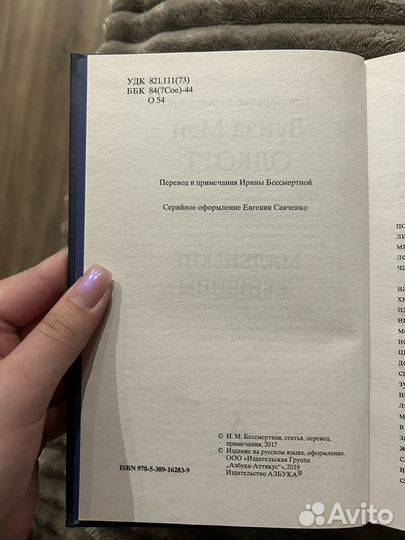 УДК 821.111(73)
ББК 84(7Сое)-44
О 54
Перевод и примечания Ирины Бессмертной
Серийное оформление Евгения Савченко
© И. М. Бессмертная, статья, перевод,
примечания, 2017
© Издание на русском языке, оформление.
ООО «Издательская Группа
„Азбука-Аттикус“», 2019
Издательство АЗБУКА®
ISBN 978-5-389-16283-9
Avito